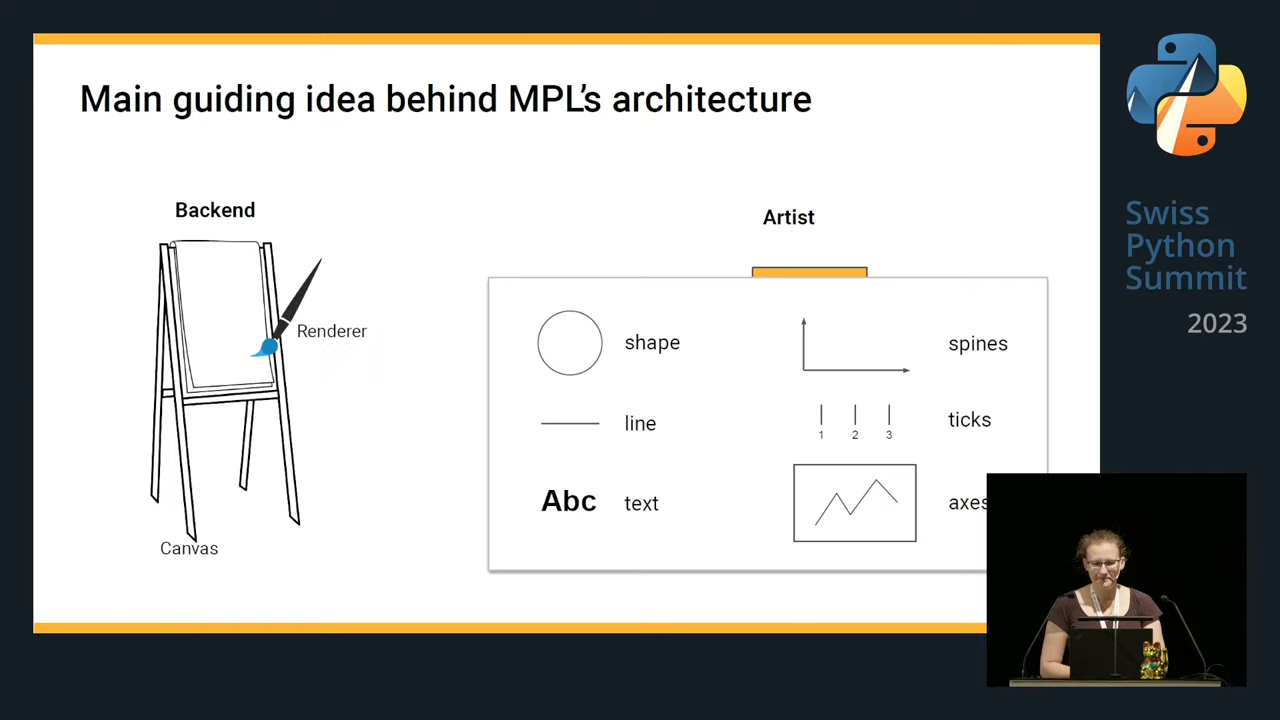 Main guiding idea behind MPL's architecture
Backend
Renderer
Canvas
Artist
shape
line
Abc text
spines
1 2 3
ticks
axes
Swiss
Python
Summit
2023